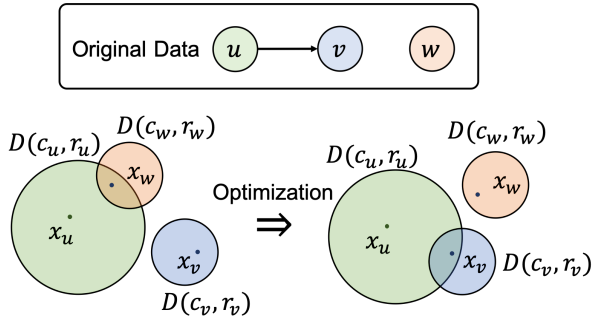 Original Data u v w
D(c_u, r_u) D(c_w, r_w) x_w x_u x_v D(c_v, r_v)
Optimization
⇒
D(c_u, r_u) D(c_w, r_w) x_w x_u x_v D(c_v, r_v)